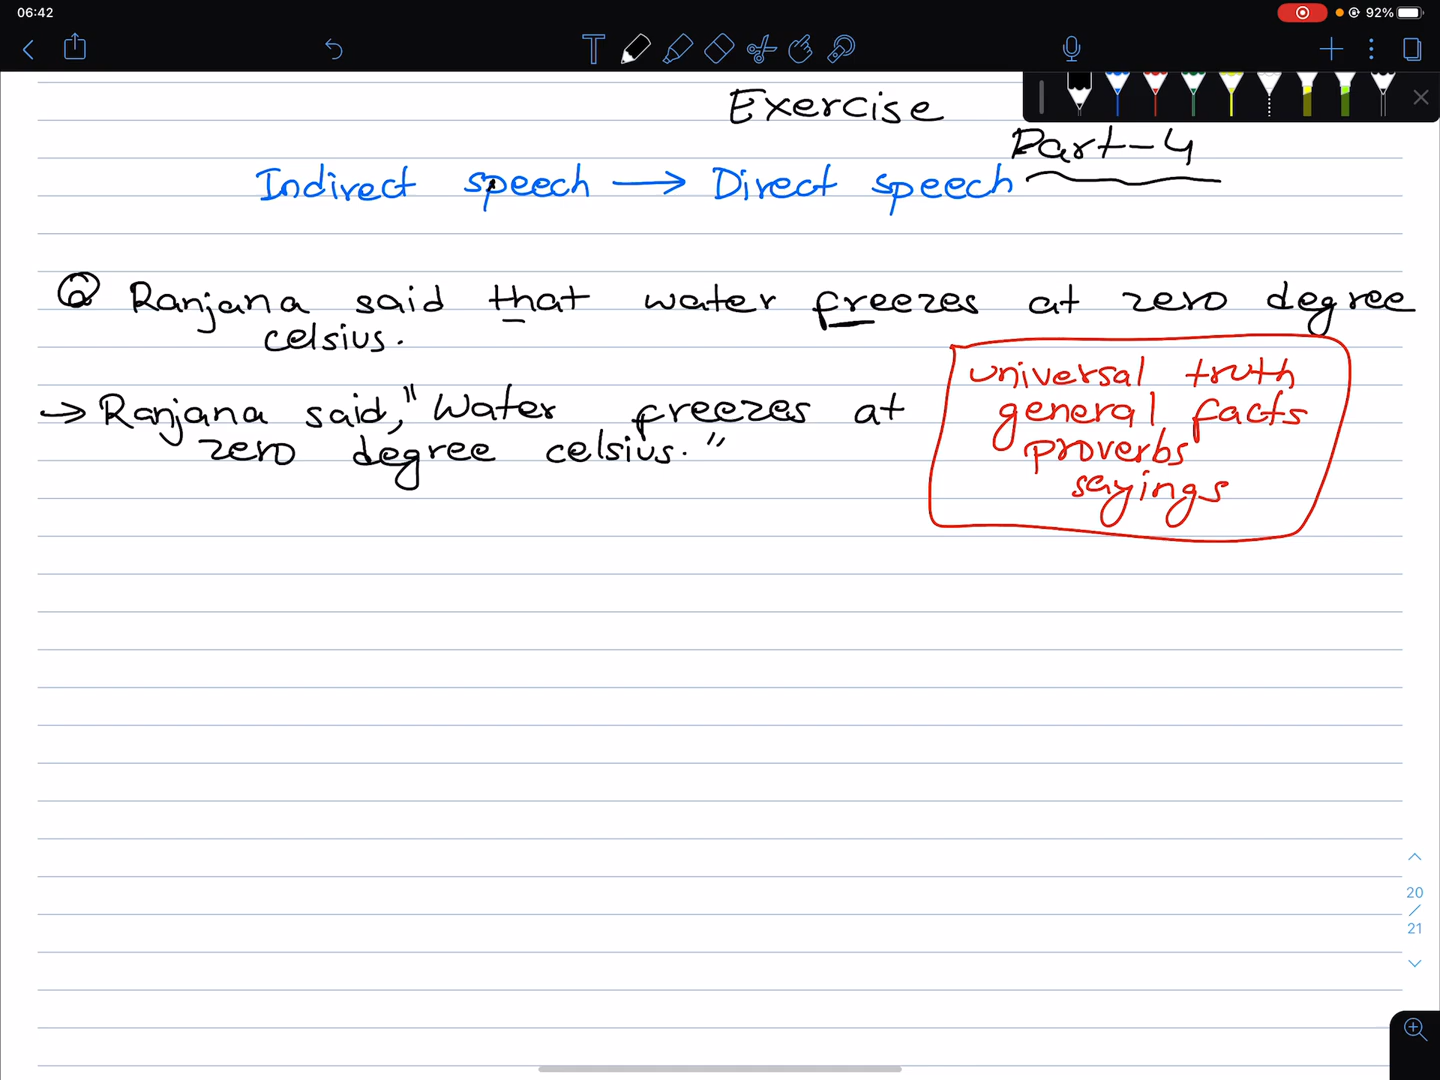 06:42
92%
Exercise
Part-4
Indirect speech → Direct speech
Q Ranjana said that water freezes at zero degree
celsius.
→ Ranjana said, "Water freezes at
zero degree celsius."
universal truth
general facts
proverbs
sayings
20
/
21